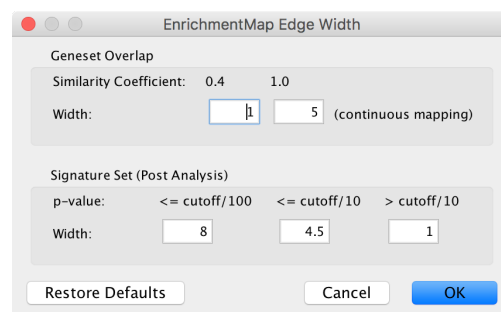 EnrichmentMap Edge Width
Geneset Overlap
Similarity Coefficient: 0.4 1.0
Width: 1 5 (continuous mapping)
Signature Set (Post Analysis)
p-value: <= cutoff/100 <= cutoff/10 > cutoff/10
Width: 8 4.5 1
Restore Defaults Cancel OK